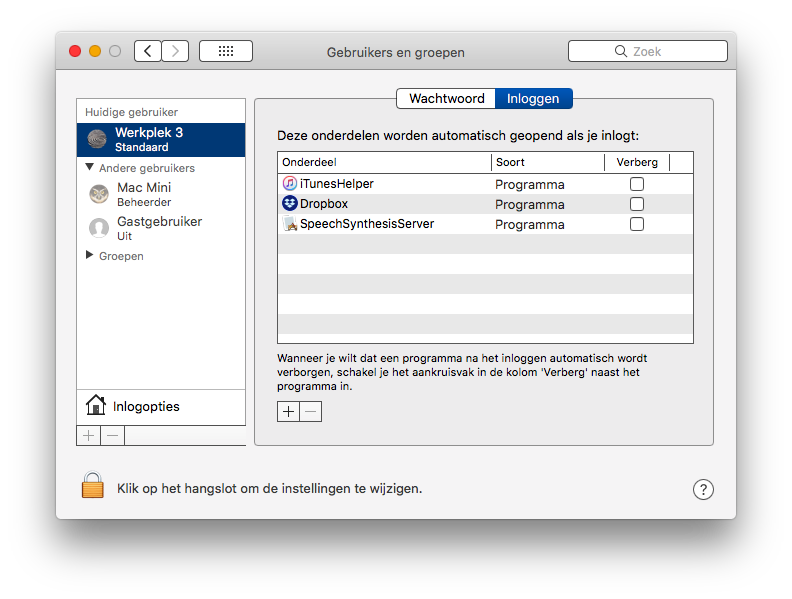 Gebruikers en groepen
Zoek
Huidige gebruiker
Werkplek 3
Standaard
Andere gebruikers
Mac Mini
Beheerder
Gastgebruiker
Uit
Groepen
Inlogopties
Wachtwoord Inloggen
Deze onderdelen worden automatisch geopend als je inlogt:
Onderdeel Soort Verberg
iTunesHelper Programma
Dropbox Programma
SpeechSynthesisServer Programma
Wanneer je wilt dat een programma na het inloggen automatisch wordt
verborgen, schakel je het aankruisvak in de kolom 'Verberg' naast het
programma in.
Klik op het hangslot om de instellingen te wijzigen.
?